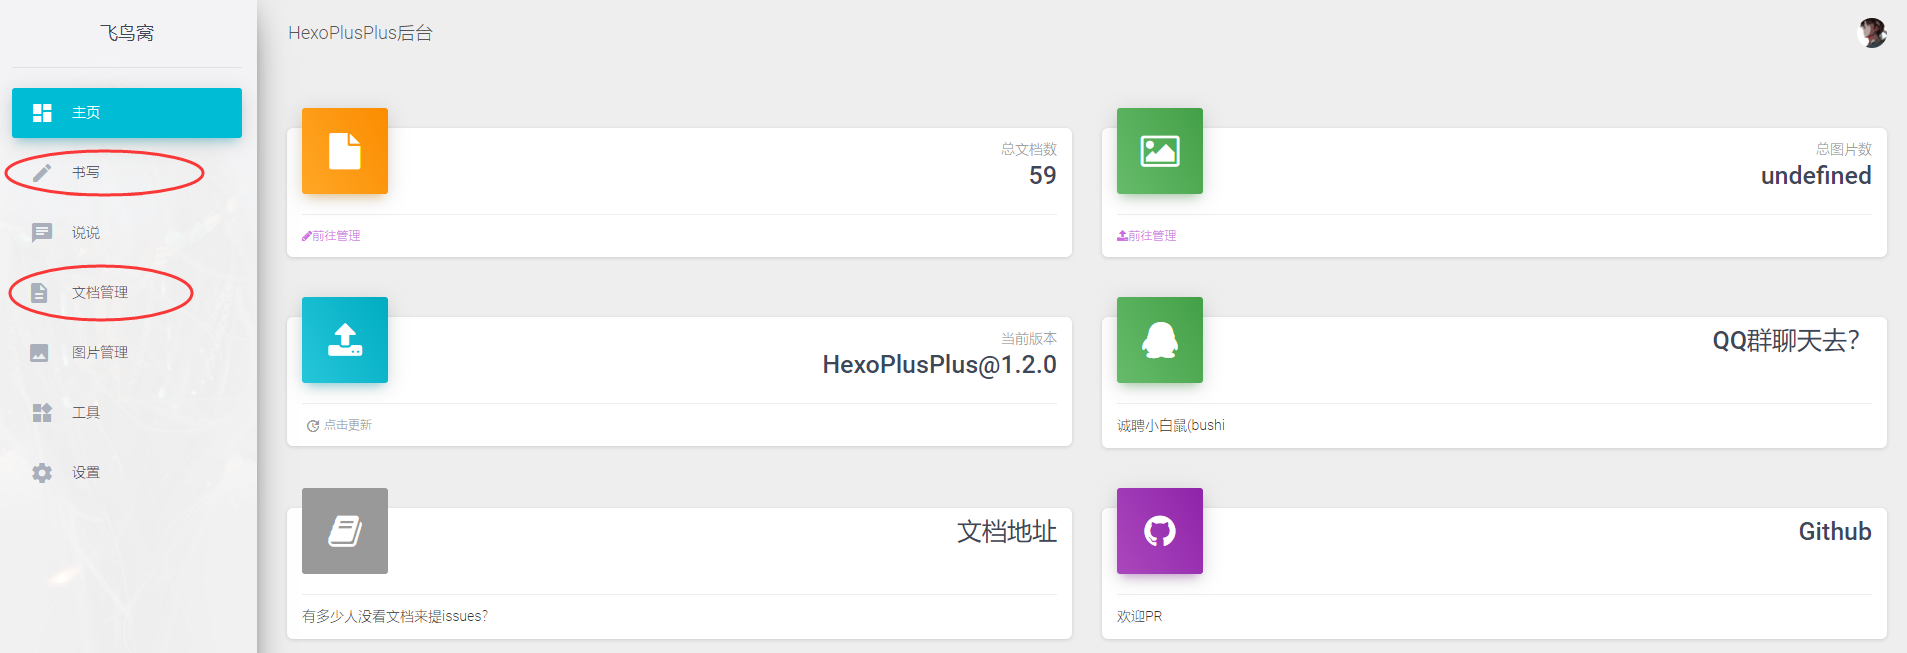 飞鸟窝
主页
书写
说说
文档管理
图片管理
工具
设置
HexoPlusPlus后台
总文档数
59
前往管理
总图片数
undefined
前往管理
当前版本
HexoPlusPlus@1.2.0
点击更新
QQ群聊天去?
诚聘小白鼠(bushi
文档地址
有多少人没看文档来提issues?
Github
欢迎PR